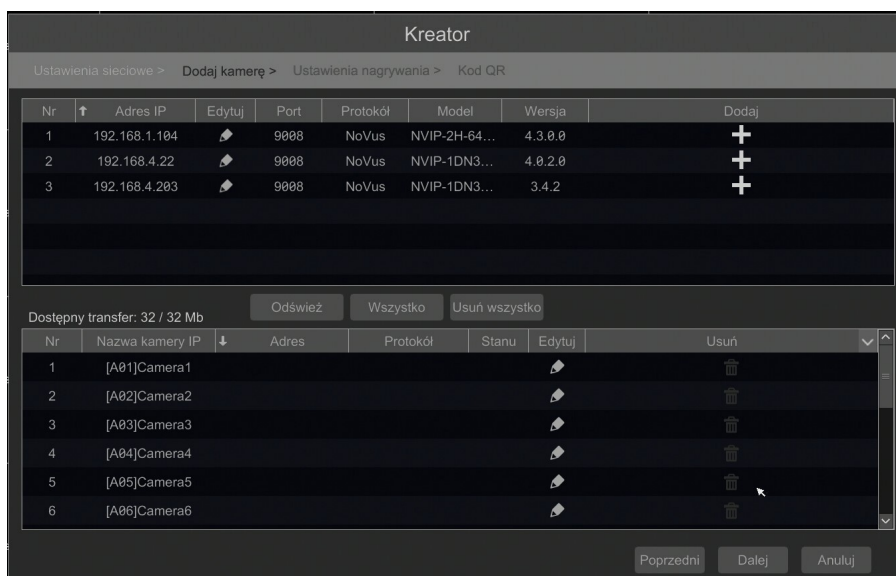 Kreator
Ustawienia sieciowe > Dodaj kamerę > Ustawienia nagrywania > Kod QR
Nr Adres IP Edytuj Port Protokół Model Wersja Dodaj
1 192.168.1.104 9008 NoVus NVIP-2H-64... 4.3.0.0
2 192.168.4.22 9008 NoVus NVIP-1DN3... 4.0.2.0
3 192.168.4.203 9008 NoVus NVIP-1DN3... 3.4.2
Dostępny transfer: 32 / 32 Mb Odśwież Wszystko Usuń wszystko
Nr Nazwa kamery IP Adres Protokół Stanu Edytuj Usuń
1 [A01]Camera1
2 [A02]Camera2
3 [A03]Camera3
4 [A04]Camera4
5 [A05]Camera5
6 [A06]Camera6
Poprzedni Dalej Anuluj